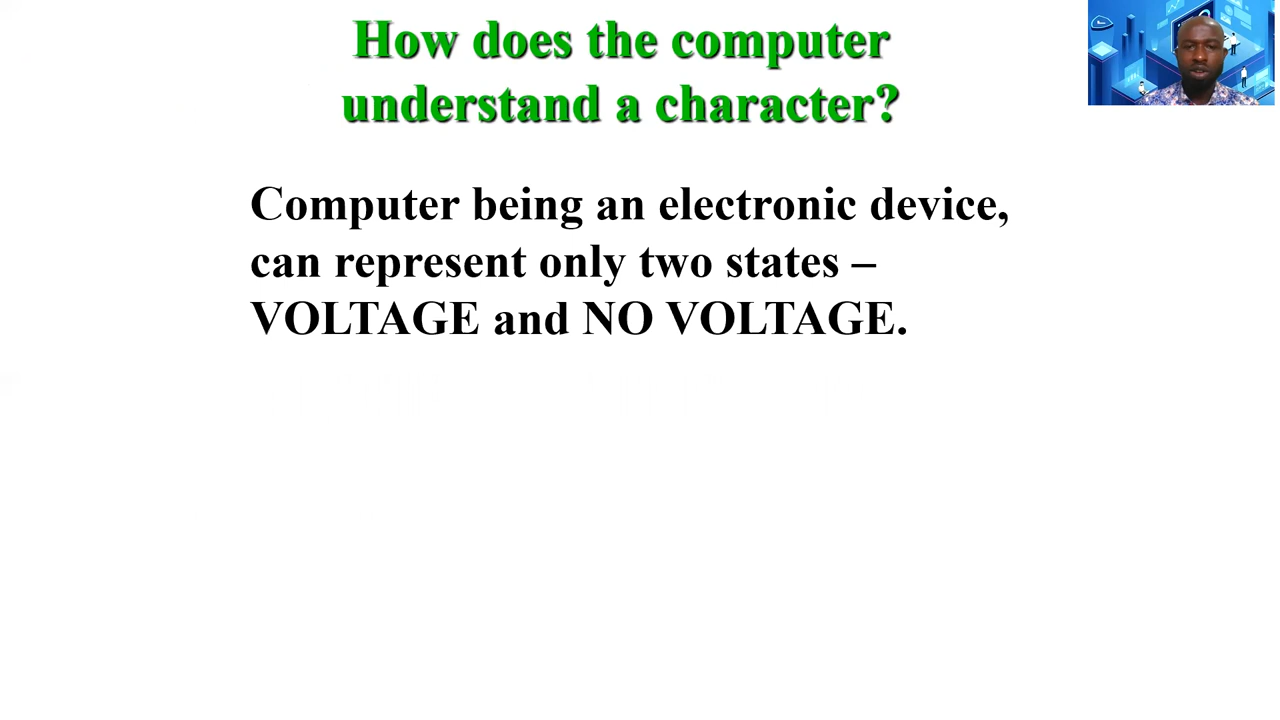 How does the computer
understand a character?
Computer being an electronic device,
can represent only two states –
VOLTAGE and NO VOLTAGE.